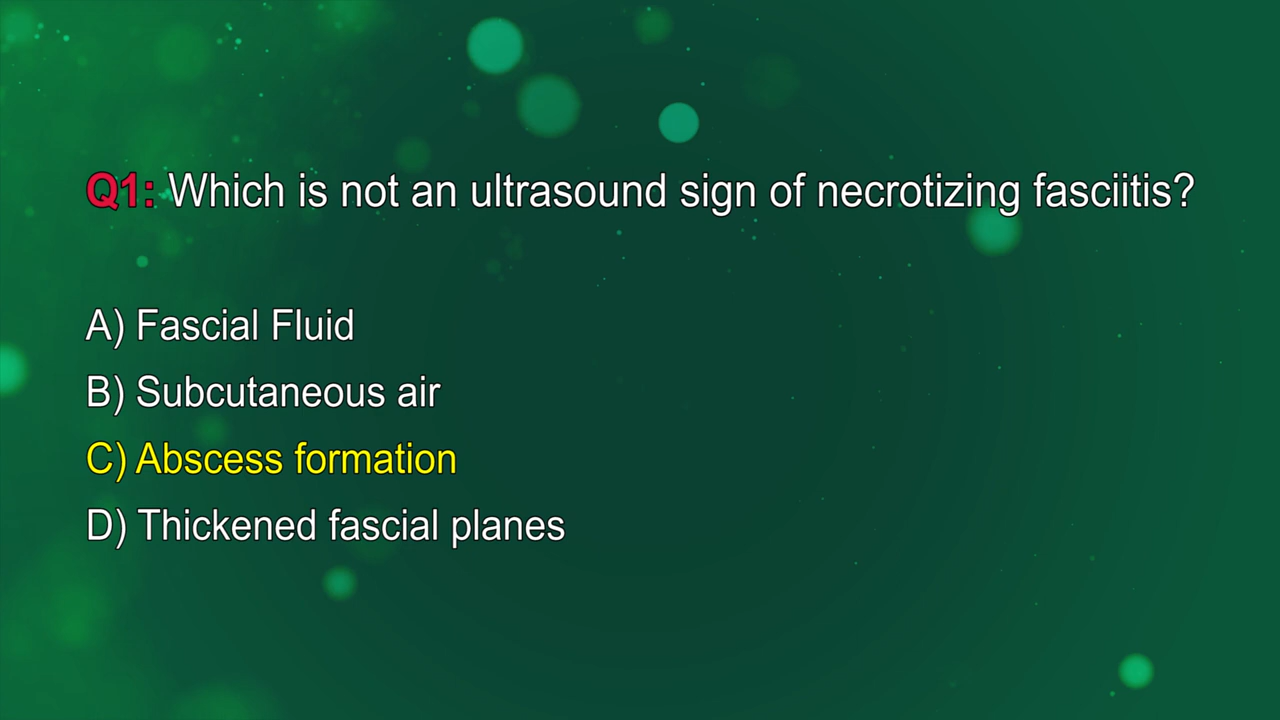 Q1: Which is not an ultrasound sign of necrotizing fasciitis?
A) Fascial Fluid
B) Subcutaneous air
C) Abscess formation
D) Thickened fascial planes